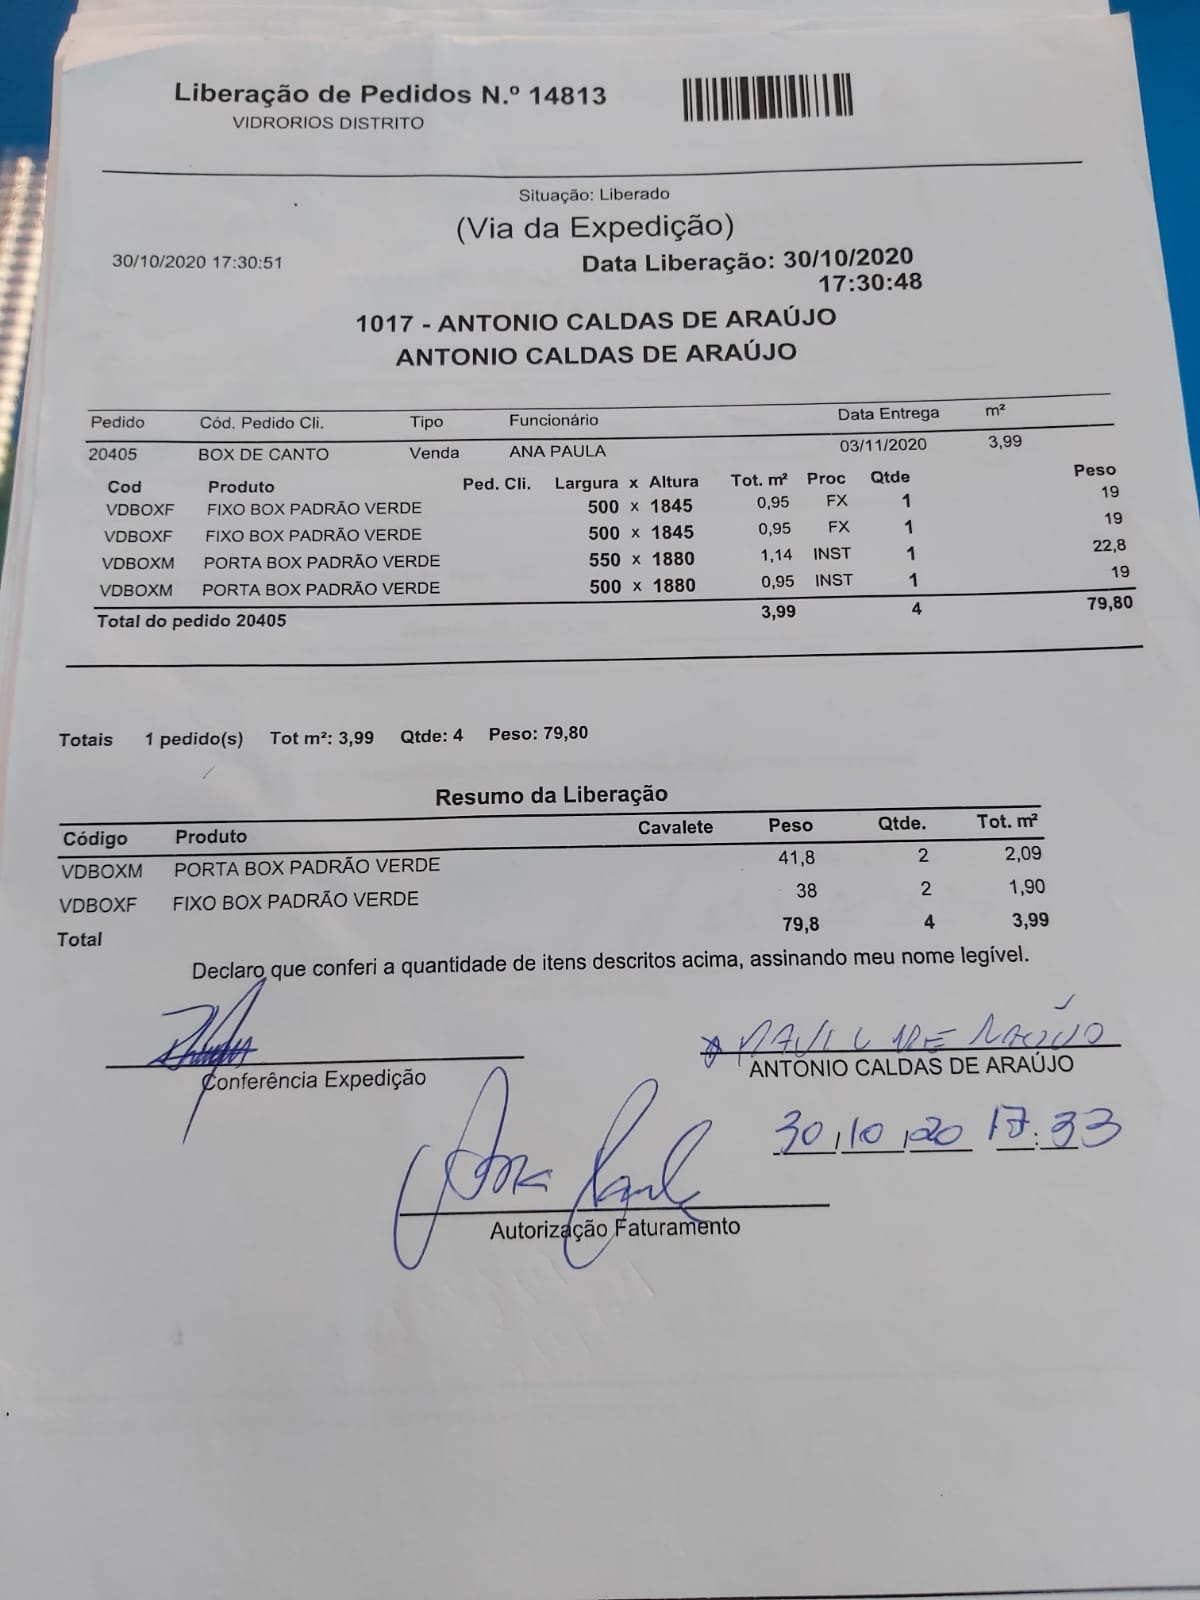 Liberação de Pedidos N.º 14813
VIDRORIOS DISTRITO
Situação: Liberado
(Via da Expedição)
30/10/2020 17:30:51
Data Liberação: 30/10/2020
17:30:48
1017 - ANTONIO CALDAS DE ARAÚJO
ANTONIO CALDAS DE ARAÚJO
Pedido Cód. Pedido Cli. Tipo Funcionário Data Entrega m²
20405 BOX DE CANTO Venda ANA PAULA 03/11/2020 3,99
Cod Produto Ped. Cli. Largura x Altura Tot. m² Proc Qtde Peso
VDBOXF FIXO BOX PADRÃO VERDE 500 x 1845 0,95 FX 1 19
VDBOXF FIXO BOX PADRÃO VERDE 500 x 1845 0,95 FX 1 19
VDBOXM PORTA BOX PADRÃO VERDE 550 x 1880 1,14 INST 1 22,8
VDBOXM PORTA BOX PADRÃO VERDE 500 x 1880 0,95 INST 1 19
Total do pedido 20405 3,99 4 79,80
Totais 1 pedido(s) Tot m²: 3,99 Qtde: 4 Peso: 79,80
Resumo da Liberação
Código Produto Cavalete Peso Qtde. Tot. m²
VDBOXM PORTA BOX PADRÃO VERDE 41,8 2 2,09
VDBOXF FIXO BOX PADRÃO VERDE 38 2 1,90
Total 79,8 4 3,99
Declaro que conferi a quantidade de itens descritos acima, assinando meu nome legível.
Conferência Expedição
ANTONIO CALDAS DE ARAÚJO
30/10/20 17:33
Ana Paula
Autorização Faturamento